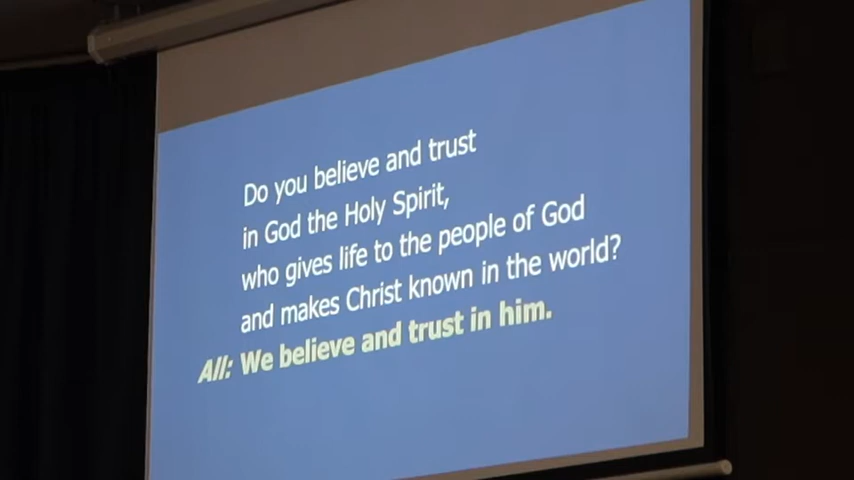 Do you believe and trust
in God the Holy Spirit,
who gives life to the people of God
and makes Christ known in the world?
All: We believe and trust in him.